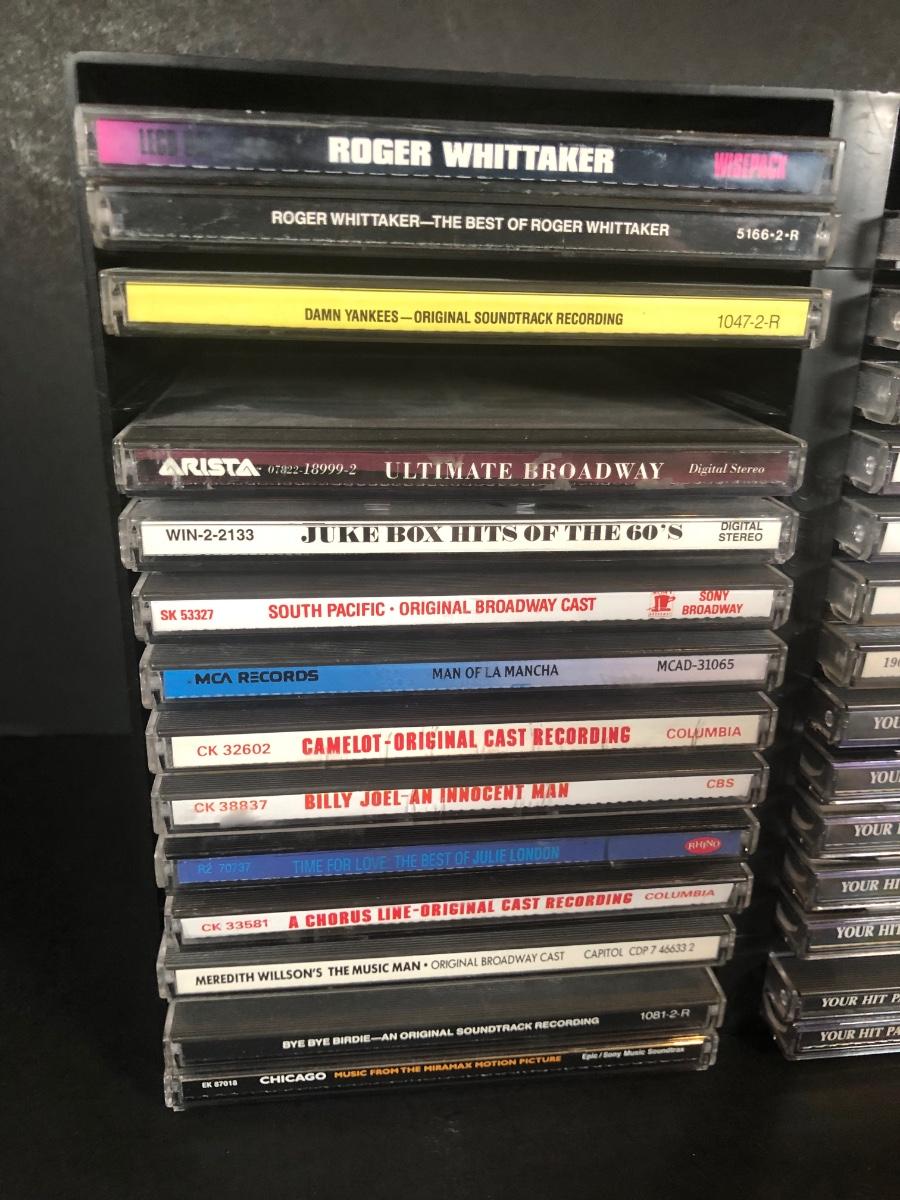 ROGER WHITTAKER WISEPACK
ROGER WHITTAKER—THE BEST OF ROGER WHITTAKER 5166-2-R
DAMN YANKEES—ORIGINAL SOUNDTRACK RECORDING 1047-2-R
ARISTA 07822-18999-2 ULTIMATE BROADWAY Digital Stereo
WIN-2-2133 JUKE BOX HITS OF THE 60'S DIGITAL STEREO
SK 53327 SOUTH PACIFIC • ORIGINAL BROADWAY CAST SONY BROADWAY
MCA RECORDS MAN OF LA MANCHA MCAD-31065
CK 32602 CAMELOT-ORIGINAL CAST RECORDING COLUMBIA
CK 38837 BILLY JOEL-AN INNOCENT MAN CBS
R2 70737 TIME FOR LOVE THE BEST OF JULIE LONDON RHINO
CK 33581 A CHORUS LINE-ORIGINAL CAST RECORDING COLUMBIA
MEREDITH WILLSON'S THE MUSIC MAN • ORIGINAL BROADWAY CAST CAPITOL CDP 7 46633 2
BYE BYE BIRDIE—AN ORIGINAL SOUNDTRACK RECORDING 1081-2-R
EK 87018 CHICAGO MUSIC FROM THE MIRAMAX MOTION PICTURE Epic/Sony Music Soundtrax
196
YOU
YOU
YOUR
YOUR HI
YOUR HIT
YOUR HIT PA
YOUR HIT PA